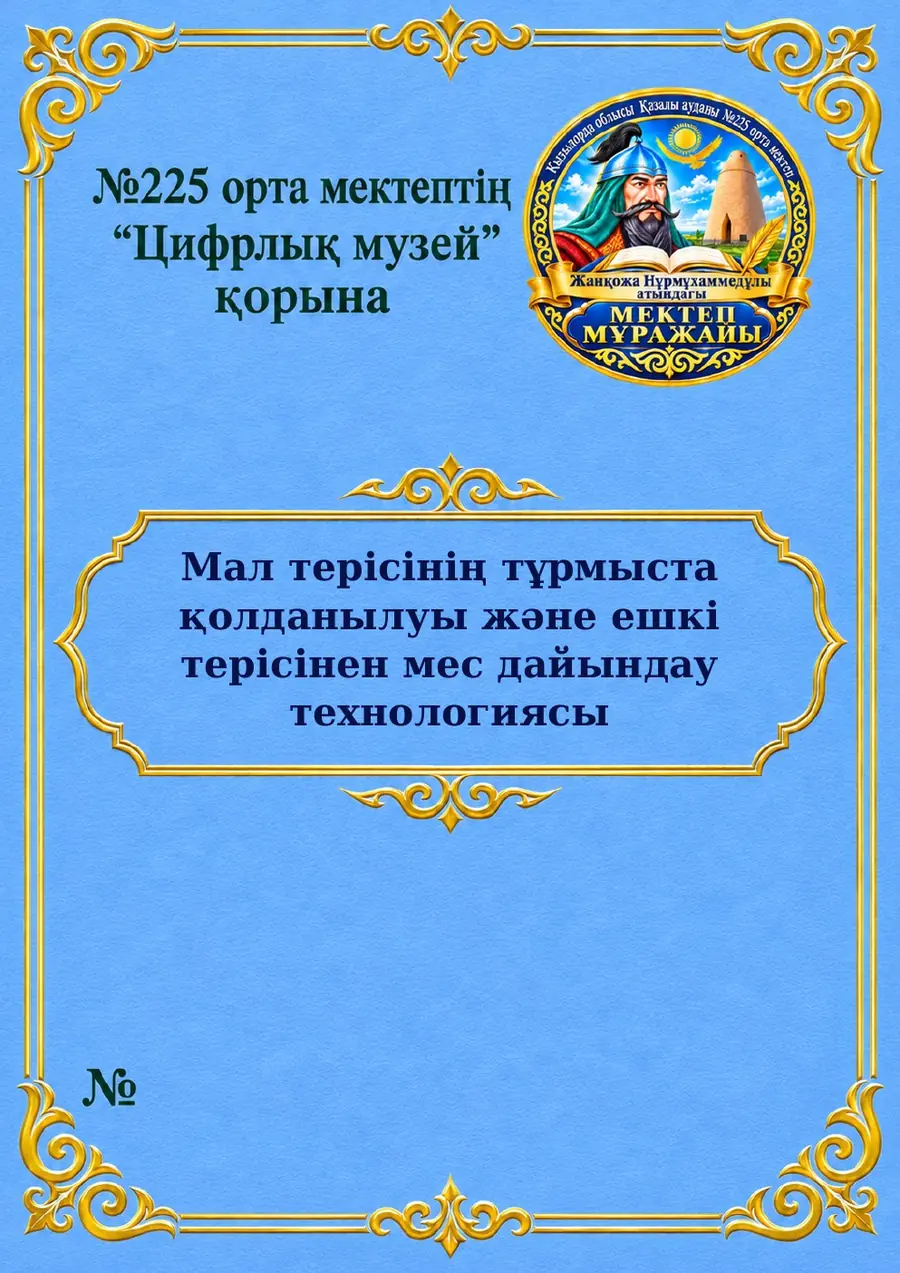 №225 орта мектептің
“Цифрлық музей”
қорына
Қызылорда облысы Қазалы ауданы №225 орта мектеп
Жанқожа Нұрмұхаммедұлы
атындағы
МЕКТЕП
МҰРАЖАЙЫ
Мал терісінің тұрмыста
қолданылуы және ешкі
терісінен мес дайындау
технологиясы
№